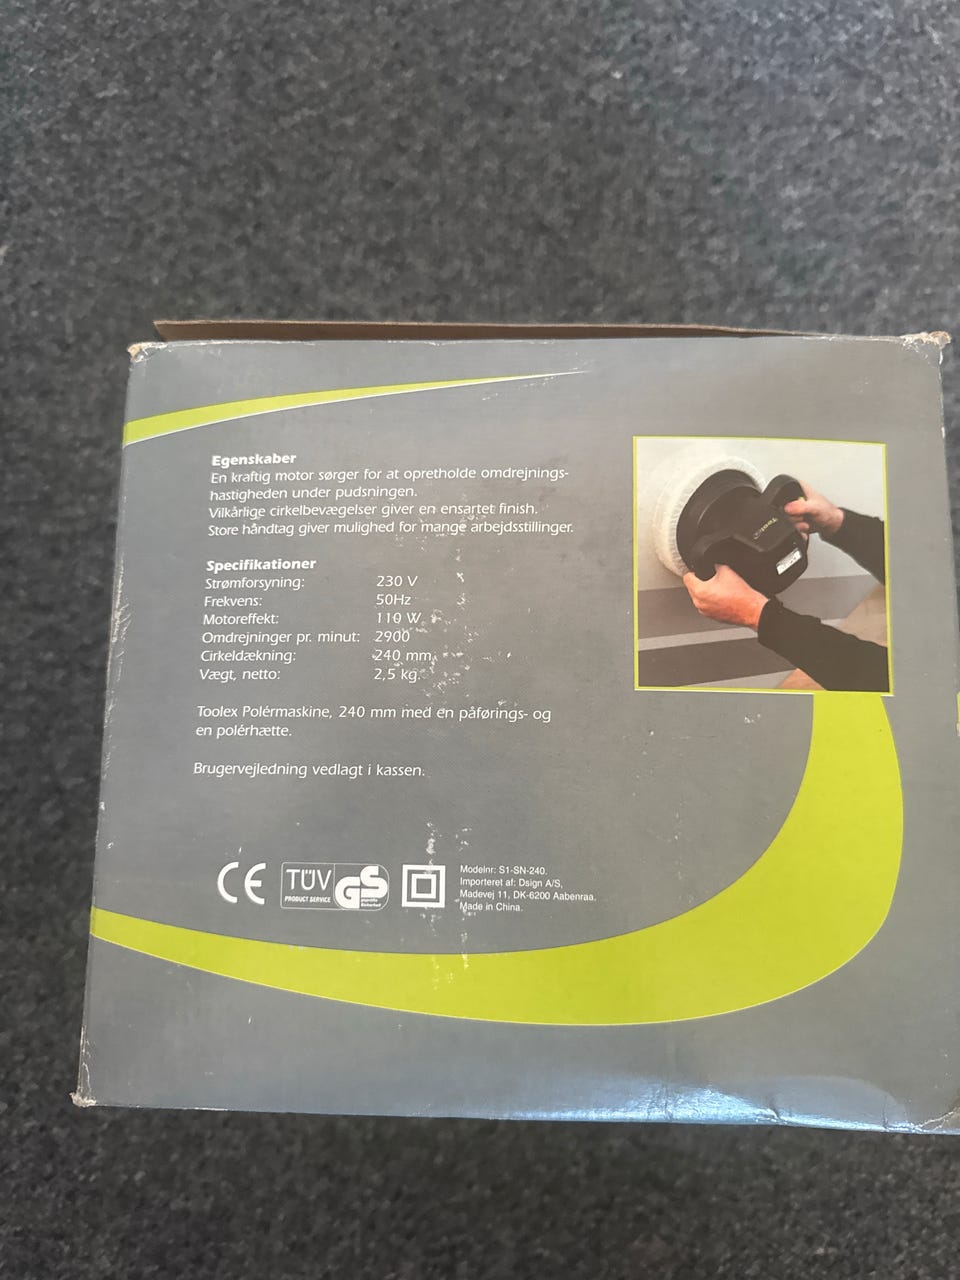 Egenskaber
En kraftig motor sørger for at opretholde omdrejnings-
hastigheden under pudsningen.
Vilkårlige cirkelbevægelser giver en ensartet finish.
Store håndtag giver mulighed for mange arbejdsstillinger.
Specifikationer
Strømforsyning: 230 V
Frekvens: 50Hz
Motoreffekt: 110 W
Omdrejninger pr. minut: 2900
Cirkeldækning: 240 mm
Vægt, netto: 2,5 kg.
Toolex Polérmaskine, 240 mm med en påførings- og
en polérhætte.
Brugervejledning vedlagt i kassen.
CE
TÜV
PRODUCT SERVICE
GS
geprüfte
Sicherheit
Modelnr: S1-SN-240.
Importeret af: Dsign A/S,
Madevej 11, DK-6200 Aabenraa.
Made in China.
Toolex